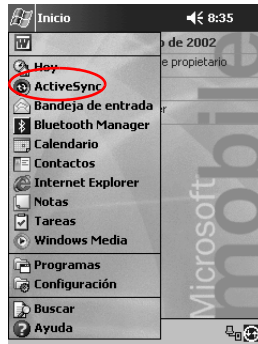 Inicio 8:35
o de 2002
Hoy
e propietario
ActiveSync
Bandeja de entrada
Bluetooth Manager
Calendario
Contactos
Internet Explorer
Notas
Tareas
Windows Media
Programas
Configuración
Buscar
Ayuda
Microsoft
mobile